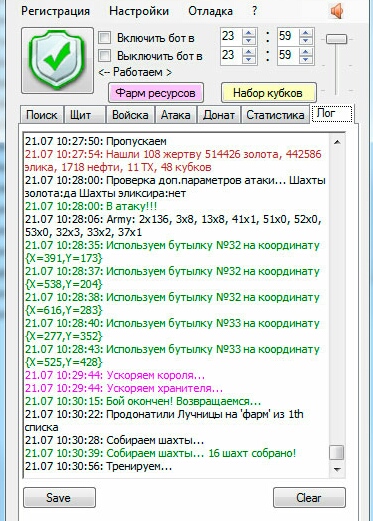 Регистрация Настройки Отладка ?
Включить бот в 23 : 59
Выключить бот в 23 : 59
<-- Работаем >
Фарм ресурсов Набор кубков
Поиск Щит Войска Атака Донат Статистика Лог
21.07 10:27:50: Пропускаем
21.07 10:27:54: Нашли 108 жертву 514426 золота, 442586
элика, 1718 нефти, 11 ТХ, 48 кубков
21.07 10:28:00: Проверка доп.параметров атаки... Шахты
золота:да Шахты эликсира:нет
21.07 10:28:00: В атаку!!!
21.07 10:28:06: Army: 2x136, 3x8, 13x8, 41x1, 51x0, 52x0,
53x0, 32x3, 33x2, 37x1
21.07 10:28:35: Используем бутылку №32 на координату
{X=391,Y=173}
21.07 10:28:37: Используем бутылку №32 на координату
{X=538,Y=204}
21.07 10:28:38: Используем бутылку №32 на координату
{X=616,Y=283}
21.07 10:28:40: Используем бутылку №33 на координату
{X=277,Y=352}
21.07 10:28:43: Используем бутылку №33 на координату
{X=525,Y=428}
21.07 10:29:44: Ускоряем короля...
21.07 10:29:44: Ускоряем хранителя...
21.07 10:30:15: Бой окончен! Возвращаемся...
21.07 10:30:22: Продонатили Лучницы на 'фарм' из 1th
списка
21.07 10:30:28: Собираем шахты...
21.07 10:30:39: Собираем шахты... 16 шахт собрано!
21.07 10:30:56: Тренируем...
Save Clear